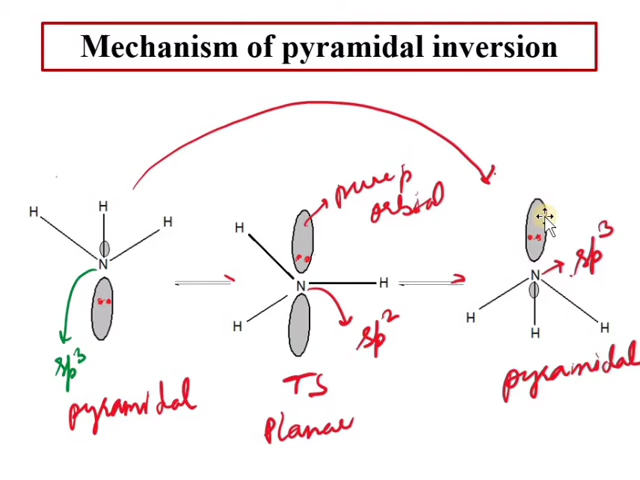 Mechanism of pyramidal inversion
pure p
orbital
H
H
H
N
sp3
pyramidal
H
H
H
N
sp2
TS
Planar
N
sp3
H
H
H
pyramidal